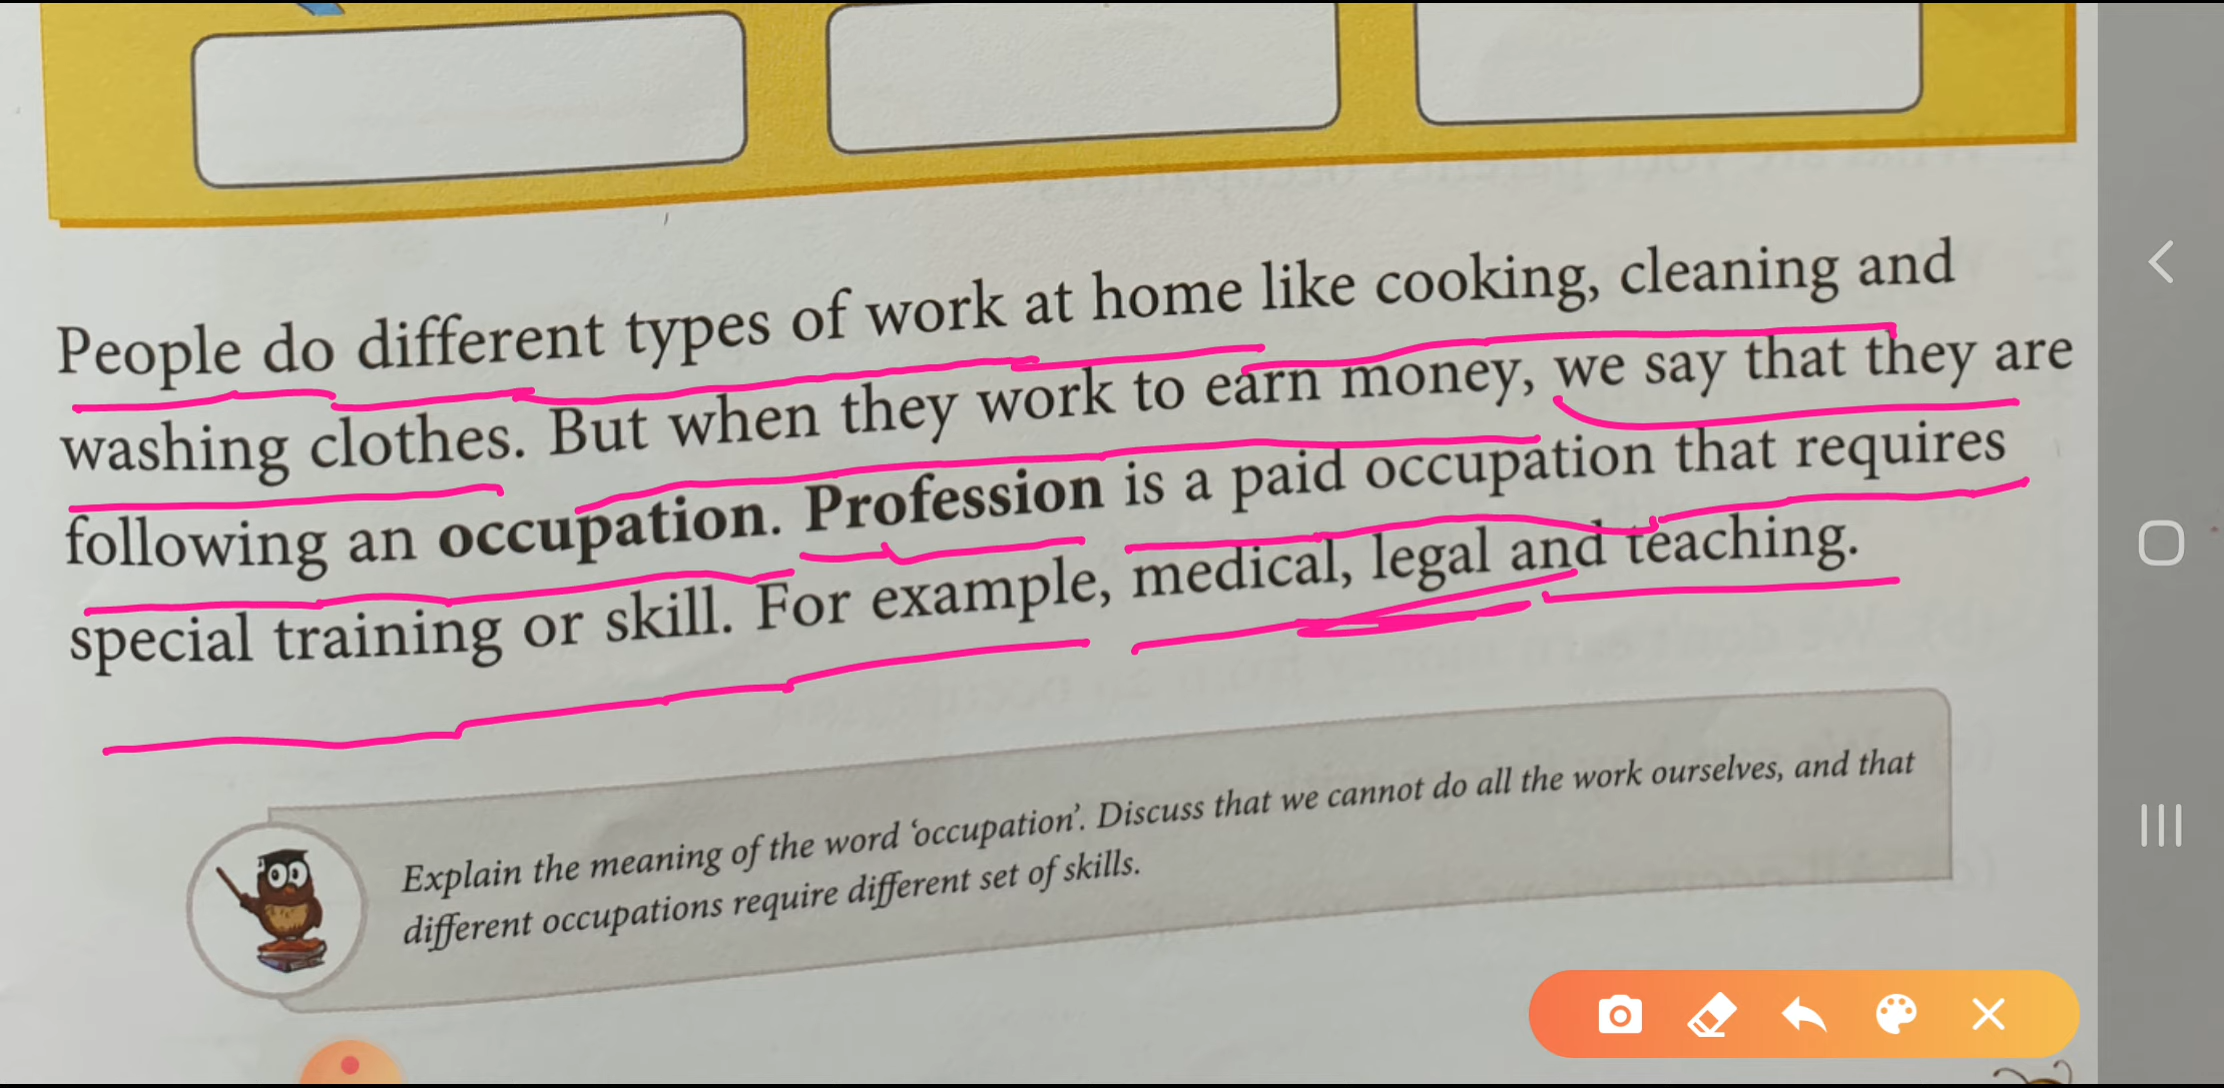 People do different types of work at home like cooking, cleaning and
washing clothes. But when they work to earn money, we say that they are
following an occupation. Profession is a paid occupation that requires
special training or skill. For example, medical, legal and teaching.
Explain the meaning of the word ‘occupation’. Discuss that we cannot do all the work ourselves, and that
different occupations require different set of skills.